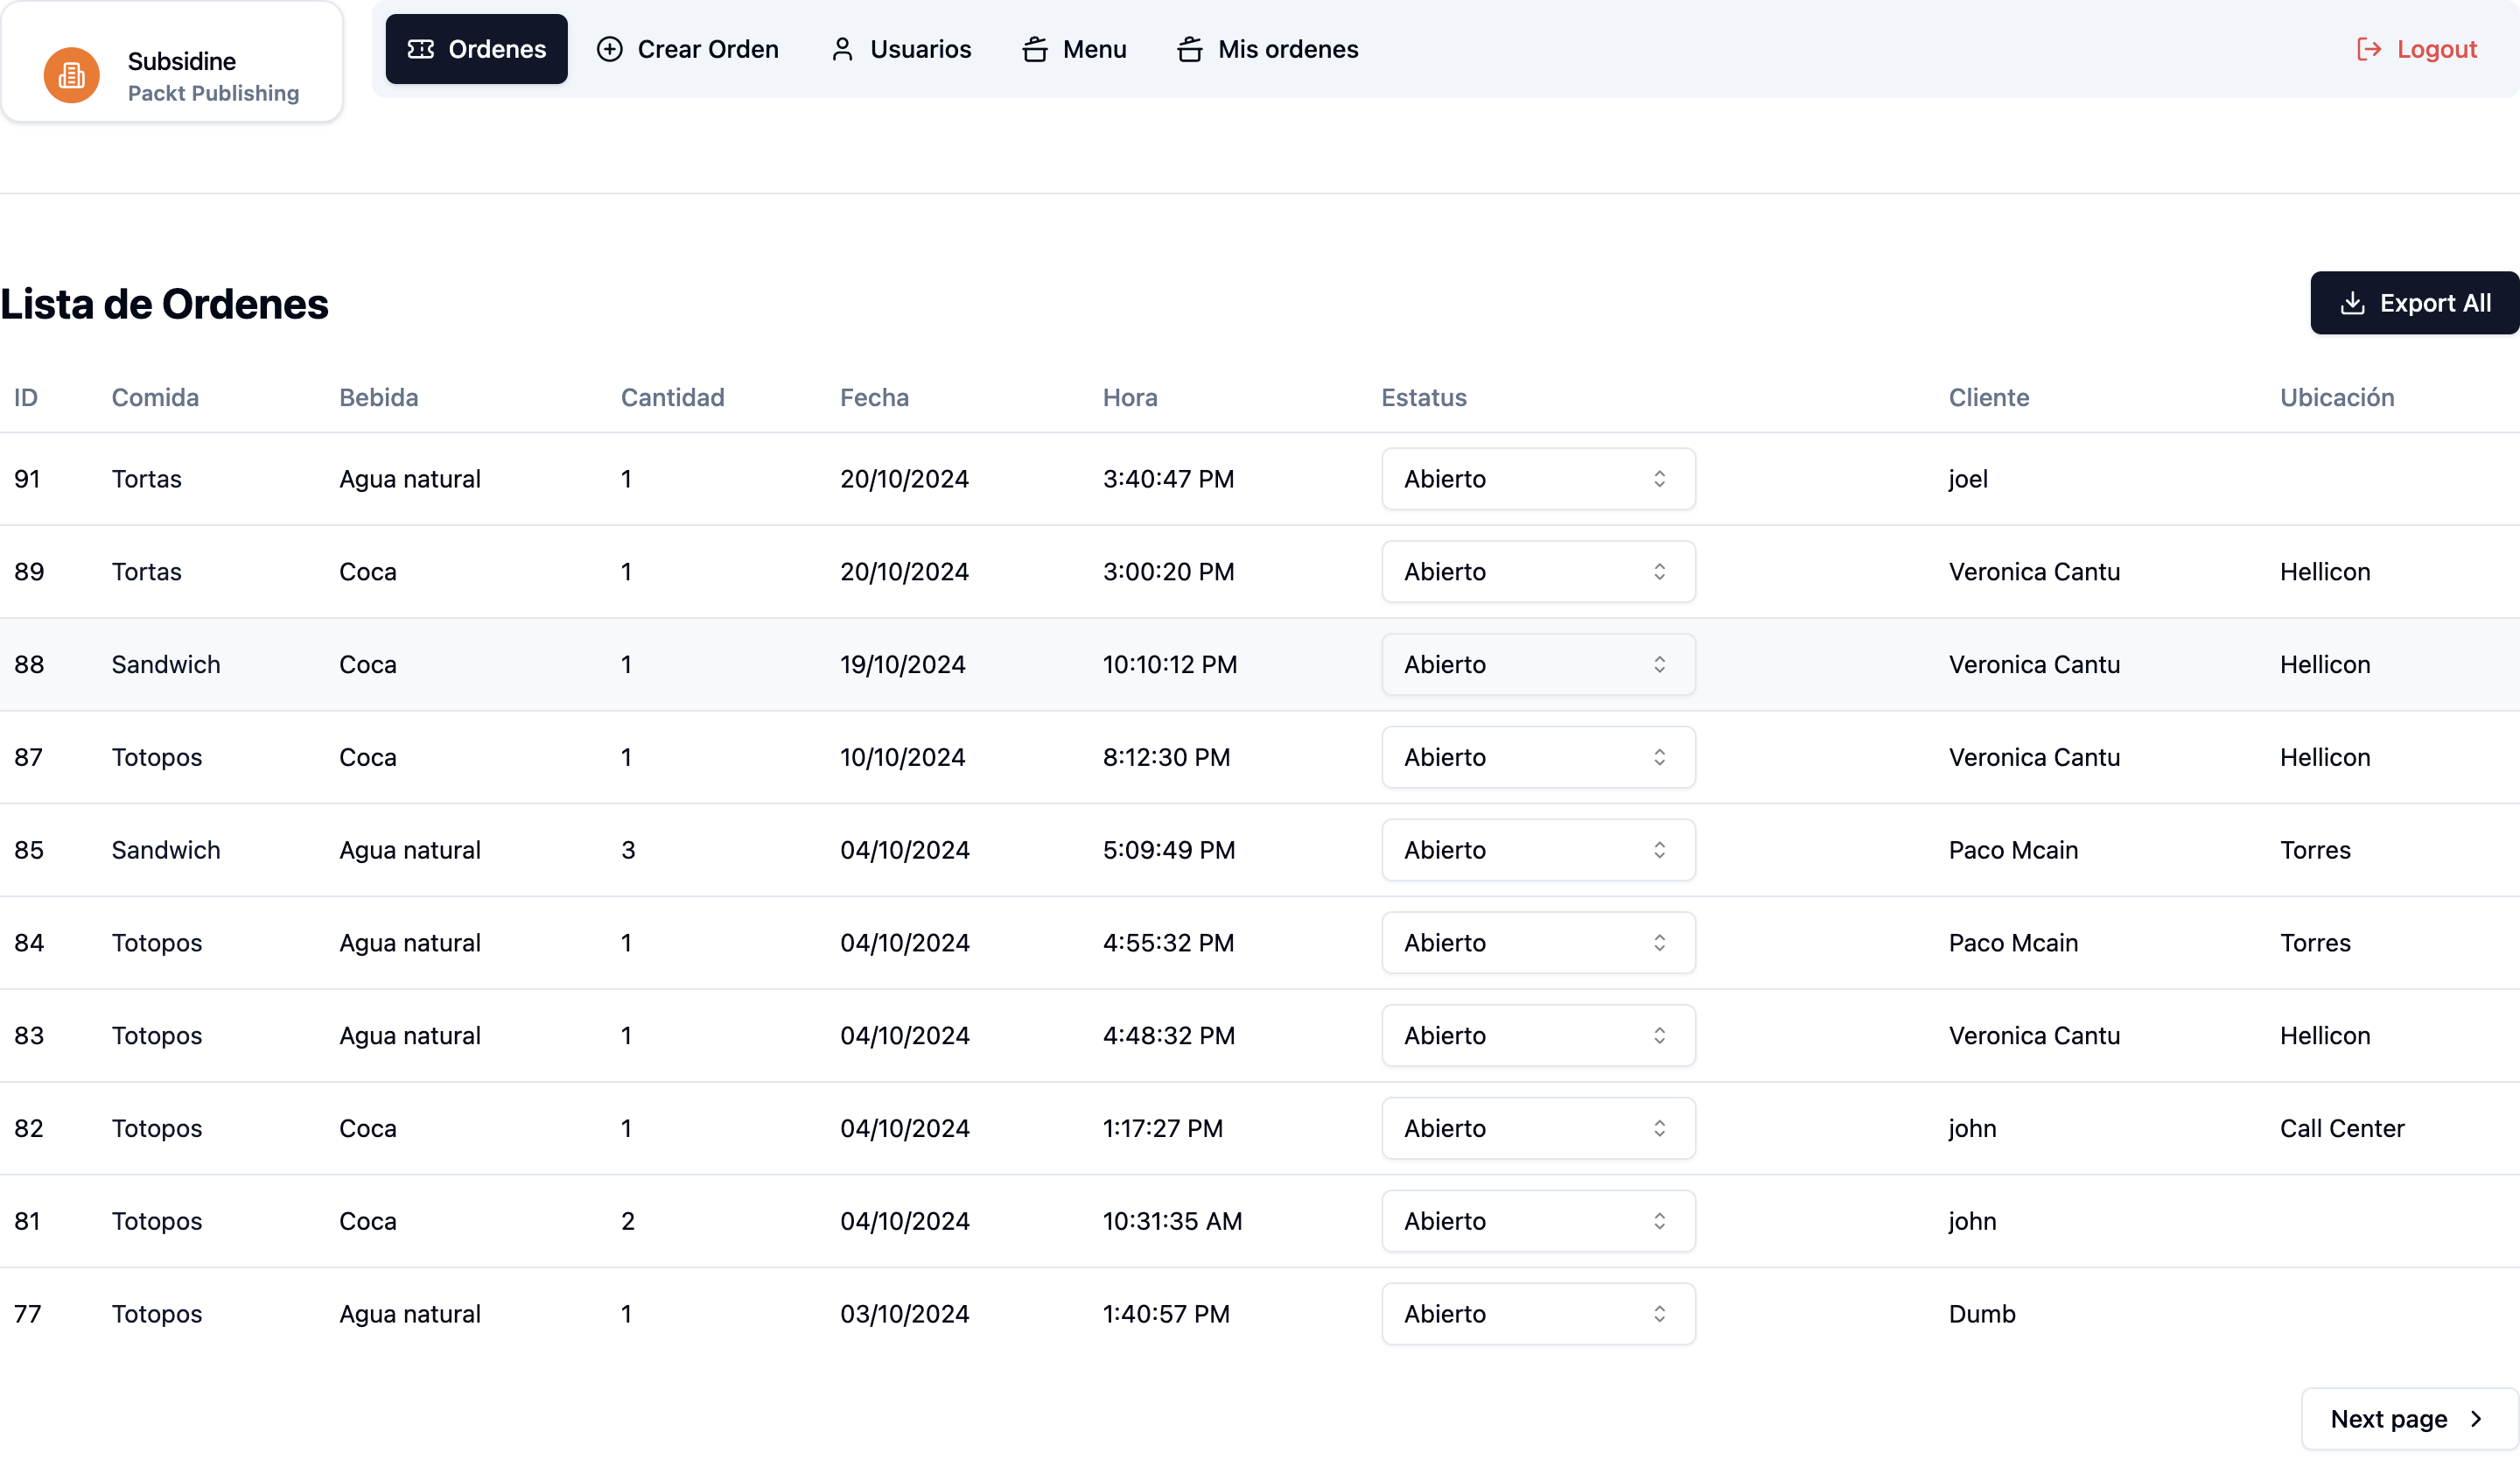 Subsidine
Packt Publishing
Ordenes Crear Orden Usuarios Menu Mis ordenes Logout
Lista de Ordenes Export All
ID Comida Bebida Cantidad Fecha Hora Estatus Cliente Ubicación
91 Tortas Agua natural 1 20/10/2024 3:40:47 PM Abierto joel
89 Tortas Coca 1 20/10/2024 3:00:20 PM Abierto Veronica Cantu Hellicon
88 Sandwich Coca 1 19/10/2024 10:10:12 PM Abierto Veronica Cantu Hellicon
87 Totopos Coca 1 10/10/2024 8:12:30 PM Abierto Veronica Cantu Hellicon
85 Sandwich Agua natural 3 04/10/2024 5:09:49 PM Abierto Paco Mcain Torres
84 Totopos Agua natural 1 04/10/2024 4:55:32 PM Abierto Paco Mcain Torres
83 Totopos Agua natural 1 04/10/2024 4:48:32 PM Abierto Veronica Cantu Hellicon
82 Totopos Coca 1 04/10/2024 1:17:27 PM Abierto john Call Center
81 Totopos Coca 2 04/10/2024 10:31:35 AM Abierto john
77 Totopos Agua natural 1 03/10/2024 1:40:57 PM Abierto Dumb
Next page